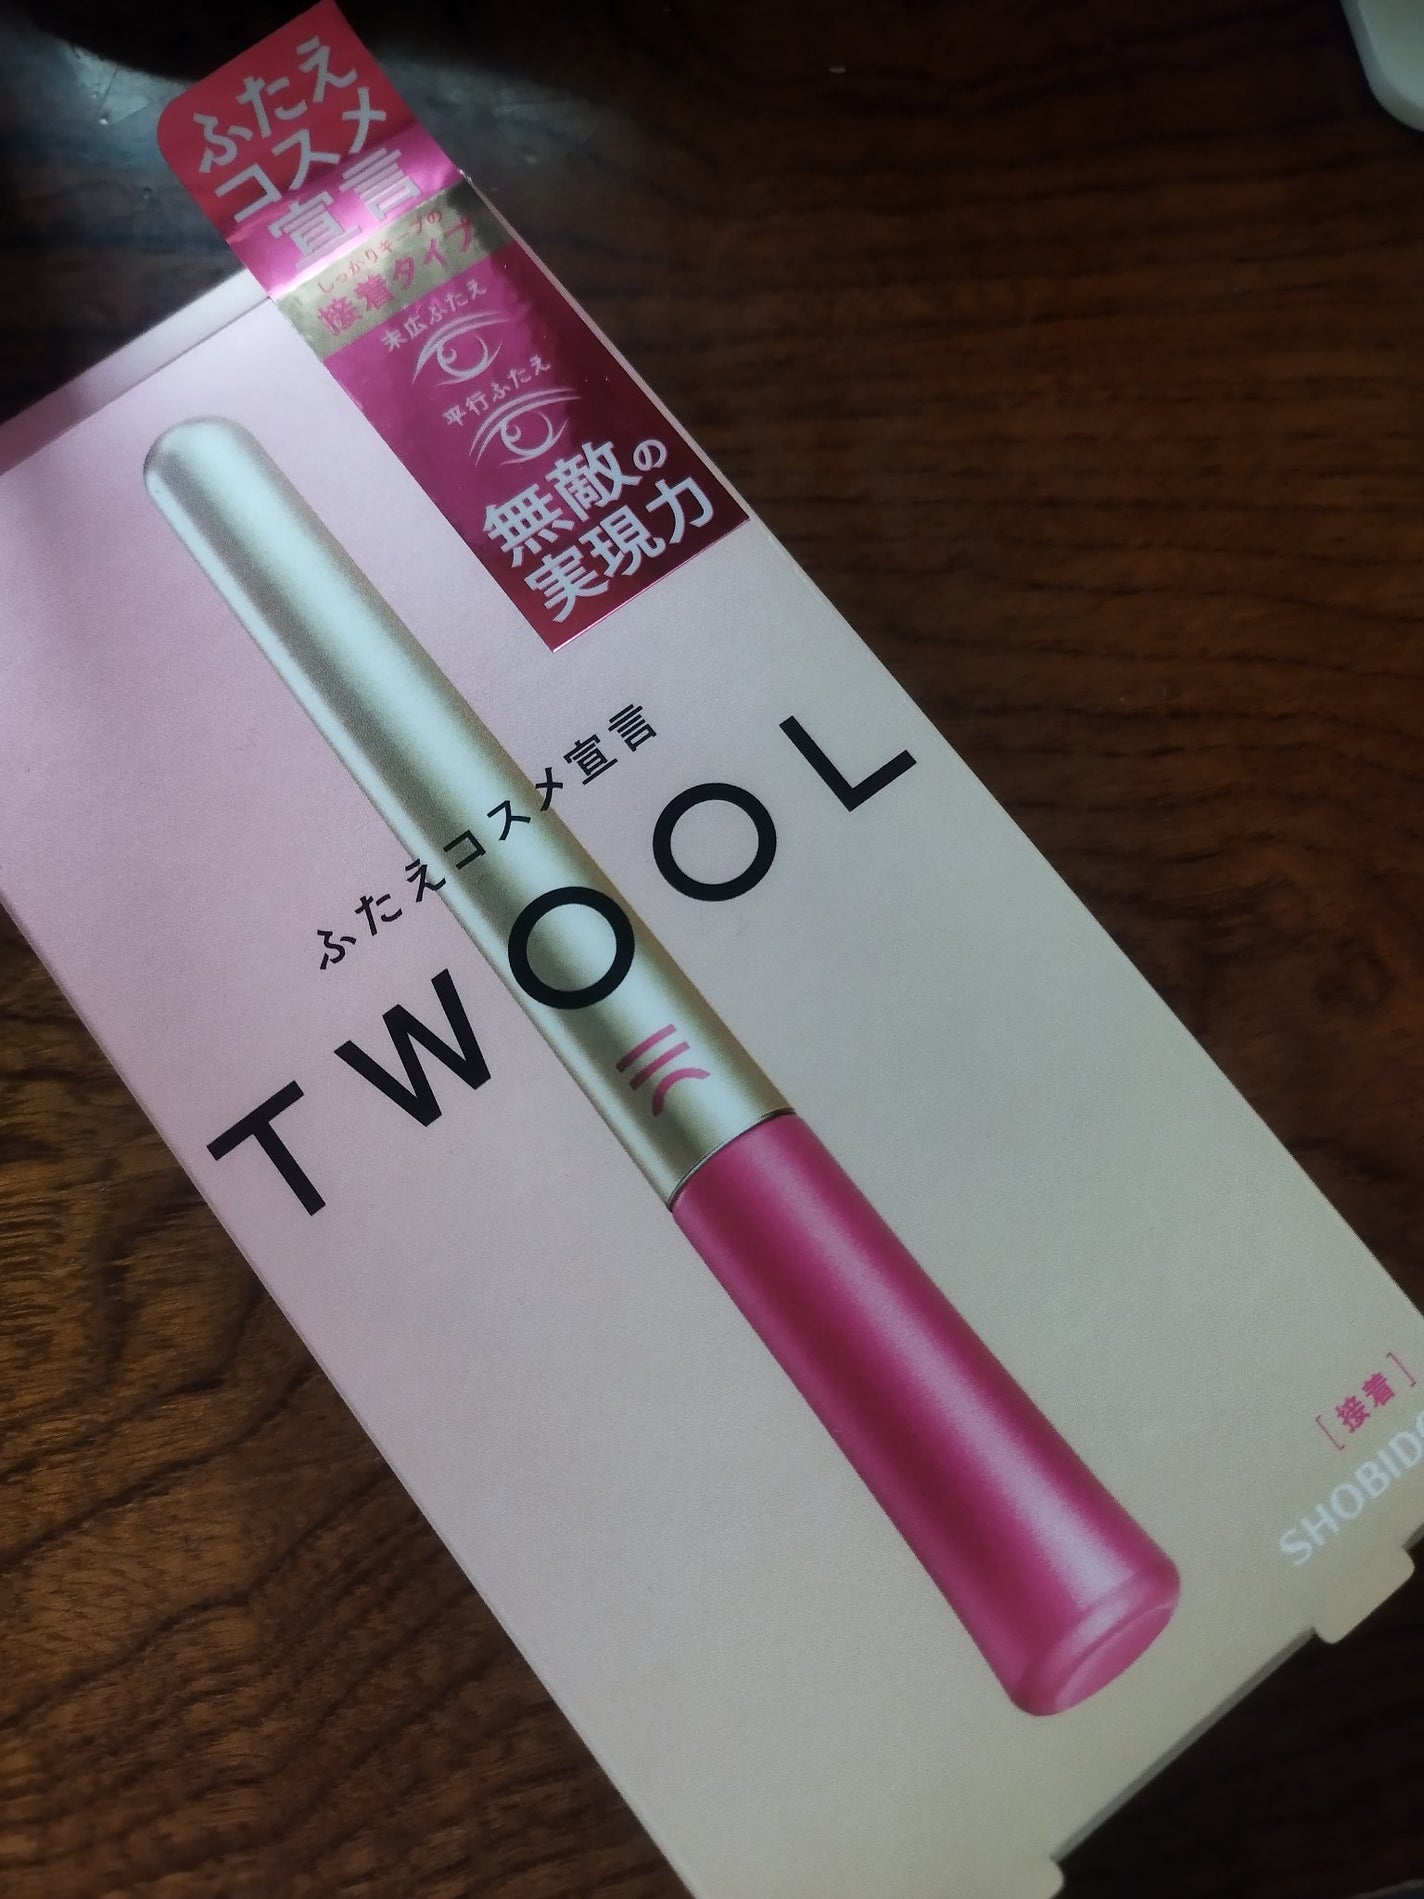 ふたえ
コスメ
宣言
しっかりキープの
接着タイプ
末広ふたえ
平行ふたえ
無敵の
実現力
ふたえコスメ宣言
TWOOL
[接着]
SHOBIDO